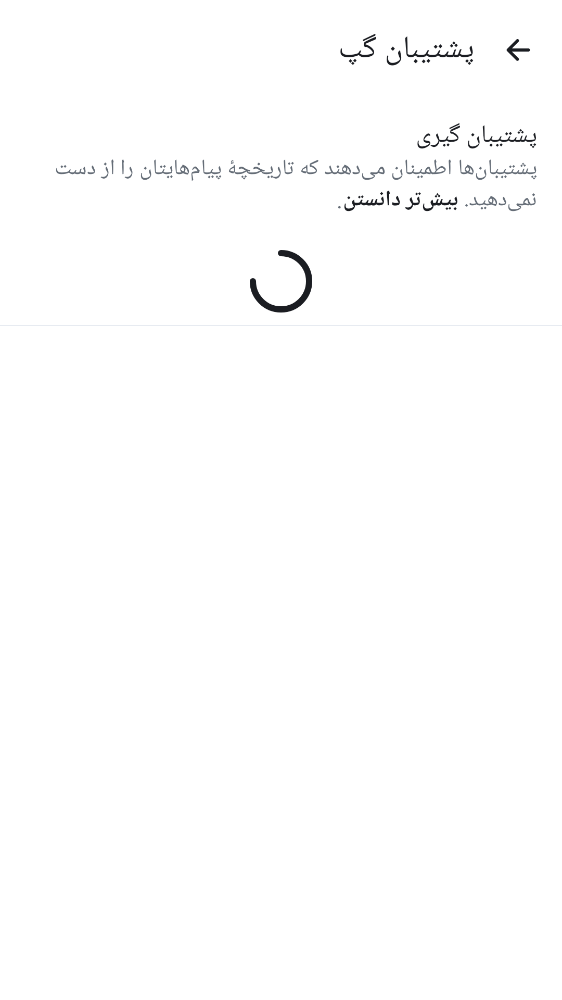 پشتیبان گپ
پشتیبان گیری
پشتیبان‌ها اطمینان می‌دهند که تاریخچهٔ پیام‌هایتان را از دست
نمی‌دهید. بیش‌تر دانستن.